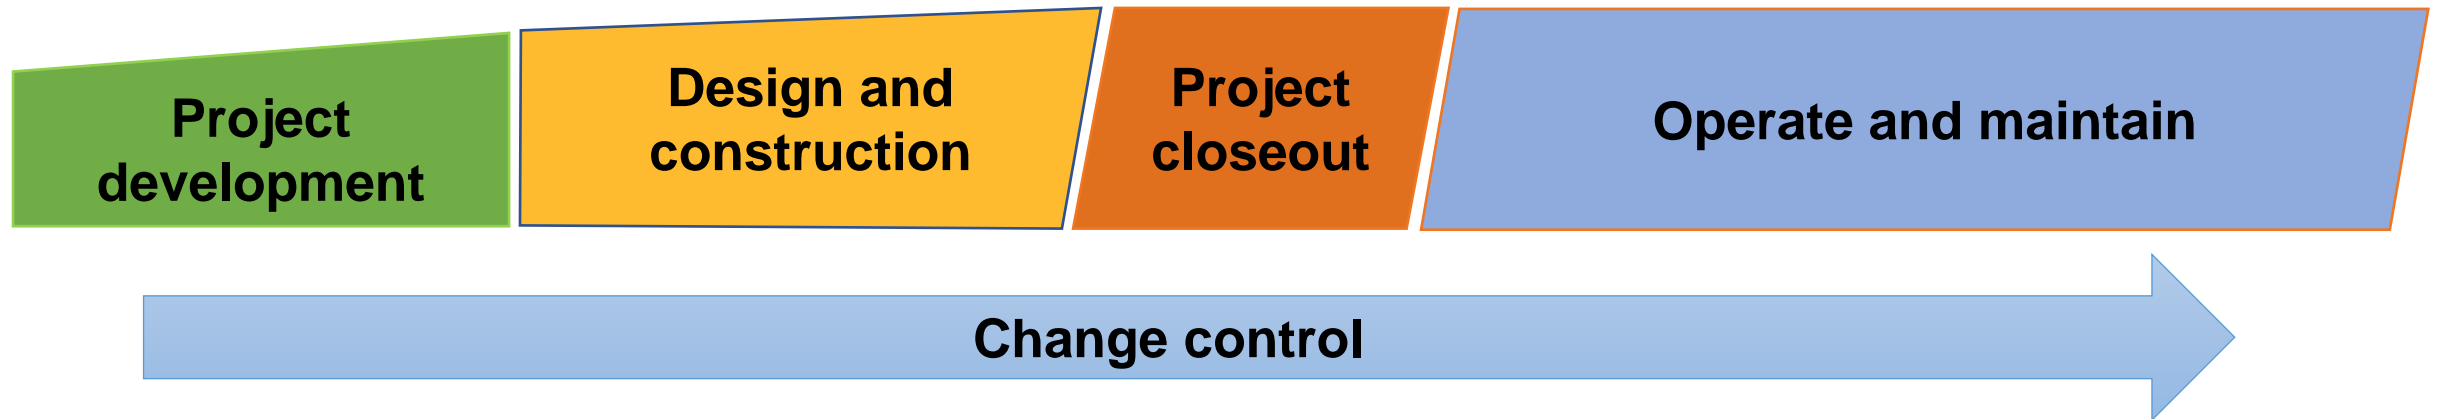 Project
development
Design and
construction
Project
closeout
Operate and maintain
Change control